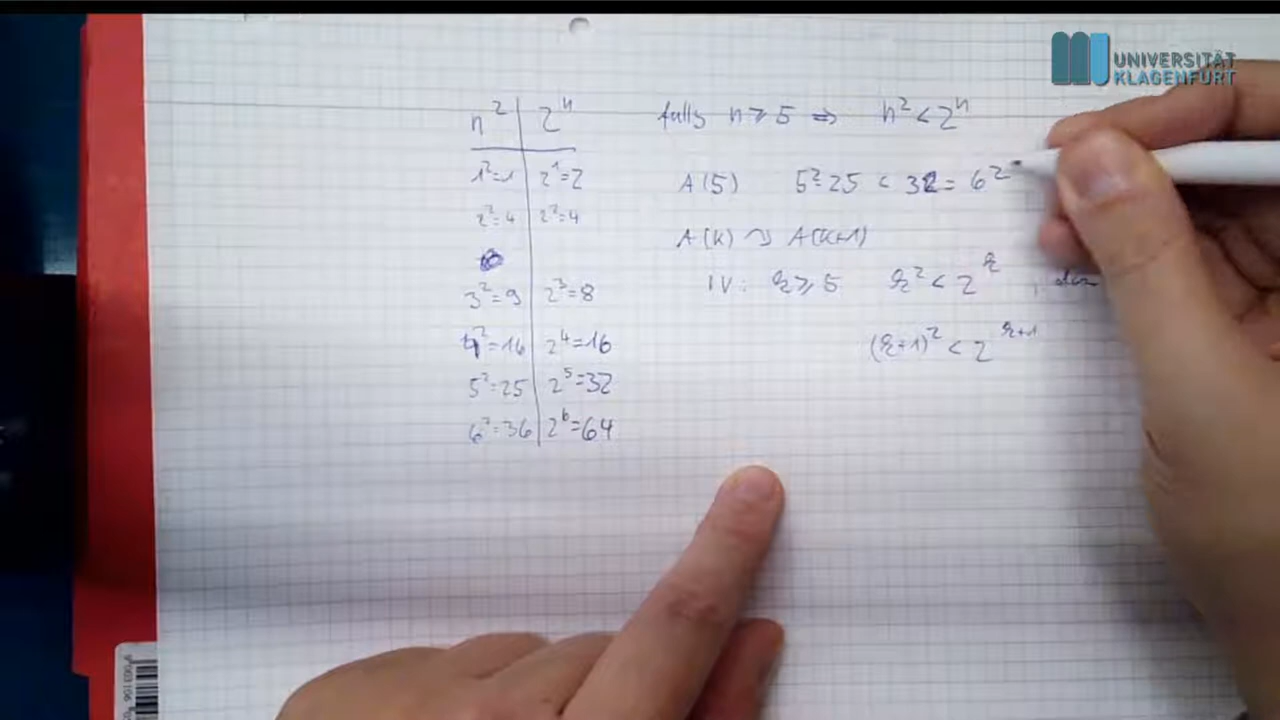 UNIVERSITÄT
KLAGENFURT
n² | 2ⁿ
1²=1 | 2¹=2
2²=4 | 2²=4
3²=9 | 2³=8
4²=16 | 2⁴=16
5²=25 | 2⁵=32
6²=36 | 2⁶=64
falls n≥5 ⇒ n² < 2ⁿ
A(5) 5²=25 < 32 = 6²
A(k) ↷ A(k+1)
IV: k≥5 k² < 2ᵏ ,
(k+1)² < 2ᵏ⁺¹
9003106